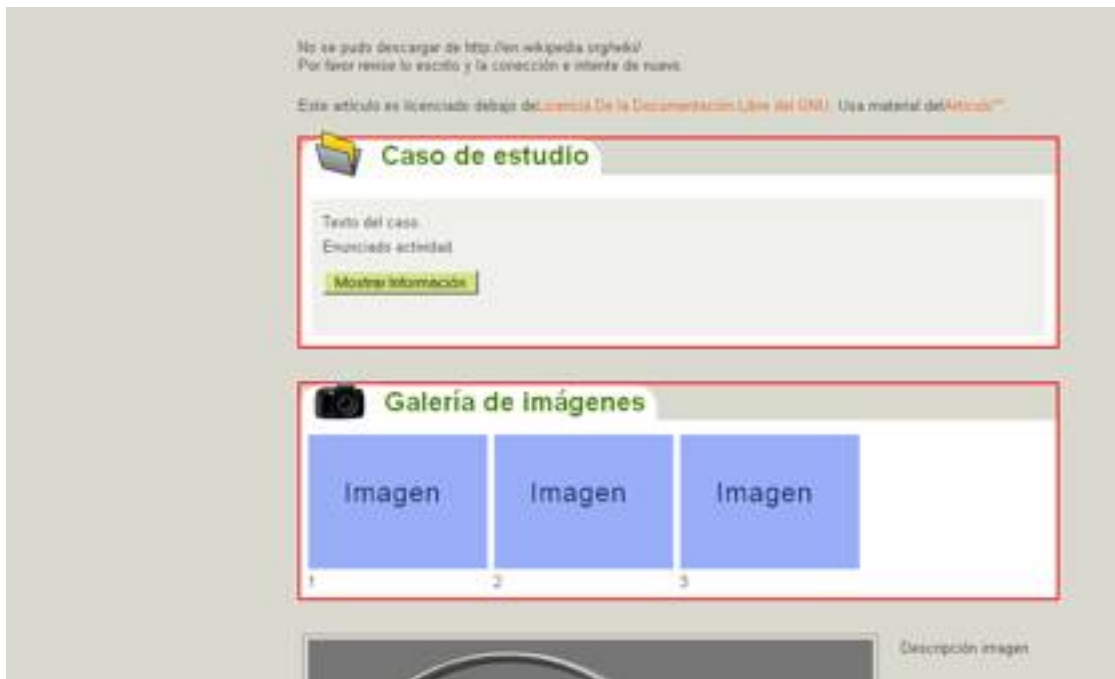 No se pudo descargar de http://en.wikipedia.org/wiki/
Por favor revise lo escrito y la conección e intente de nuevo.
Este artículo es licenciado debajo de Licencia De la Documentación Libre del GNU. Usa material del Artículo""
Caso de estudio
Texto del caso
Enunciado actividad
Mostrar Información
Galería de imágenes
Imagen Imagen Imagen
1 2 3
Descripción imagen